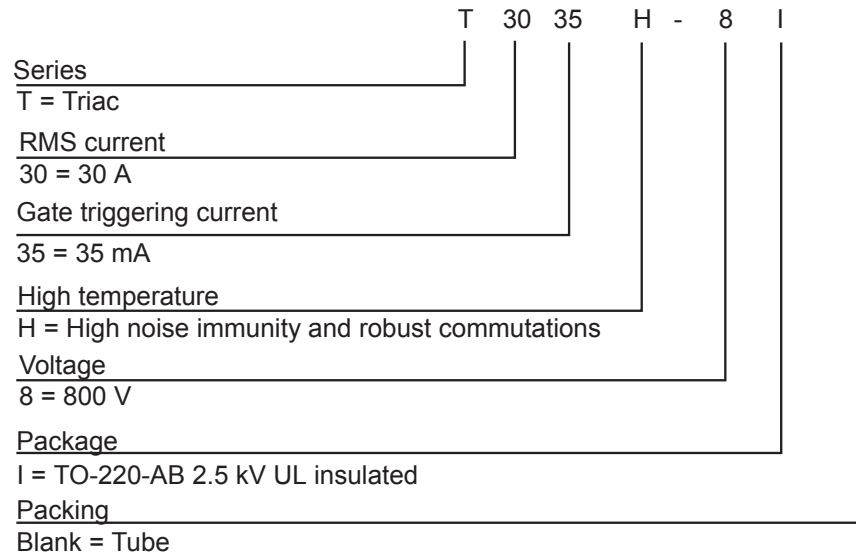 T 30 35 H - 8 I
Series
T = Triac
RMS current
30 = 30 A
Gate triggering current
35 = 35 mA
High temperature
H = High noise immunity and robust commutations
Voltage
8 = 800 V
Package
I = TO-220-AB 2.5 kV UL insulated
Packing
Blank = Tube